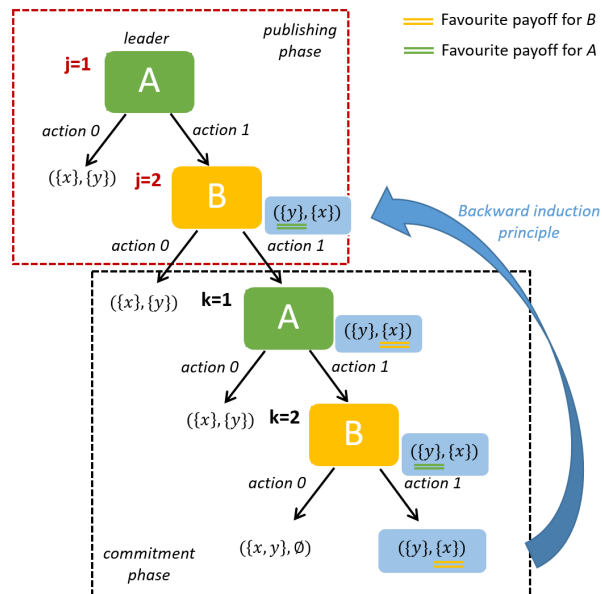 leader
publishing
phase
Favourite payoff for B
Favourite payoff for A
j=1
A
action 0
action 1
({x},{y})
j=2
B
({y},{x})
Backward induction
principle
action 0
action 1
({x},{y})
k=1
A
({y},{x})
action 0
action 1
({x},{y})
k=2
B
({y},{x})
action 0
action 1
({x,y},∅)
({y},{x})
commitment
phase